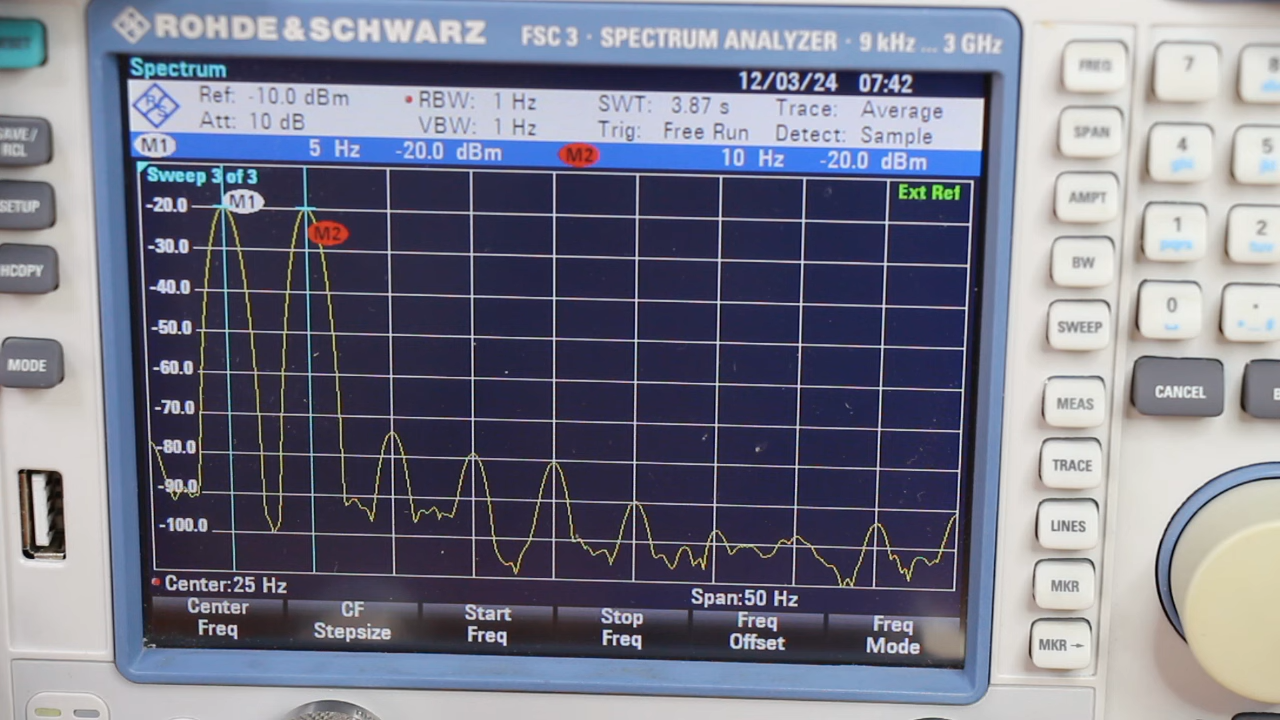 ROHDE & SCHWARZ FSC 3 · SPECTRUM ANALYZER · 9 kHz ... 3 GHz
Spectrum 12/03/24 07:42
Ref: -10.0 dBm RBW: 1 Hz SWT: 3.87 s Trace: Average
Att: 10 dB VBW: 1 Hz Trig: Free Run Detect: Sample
M1 5 Hz -20.0 dBm M2 10 Hz -20.0 dBm
Sweep 3 of 3 Ext Ref
M1
-20.0
M2
-30.0
-40.0
-50.0
-60.0
-70.0
-80.0
-90.0
-100.0
Center:25 Hz Span:50 Hz
Center Freq
CF Stepsize
Start Freq
Stop Freq
Freq Offset
Freq Mode
SETUP
HCOPY
MODE
FREQ
SPAN
AMPT
BW
SWEEP
MEAS
TRACE
LINES
MKR
MKR→
7 8
4 5
1 2
0 .
CANCEL